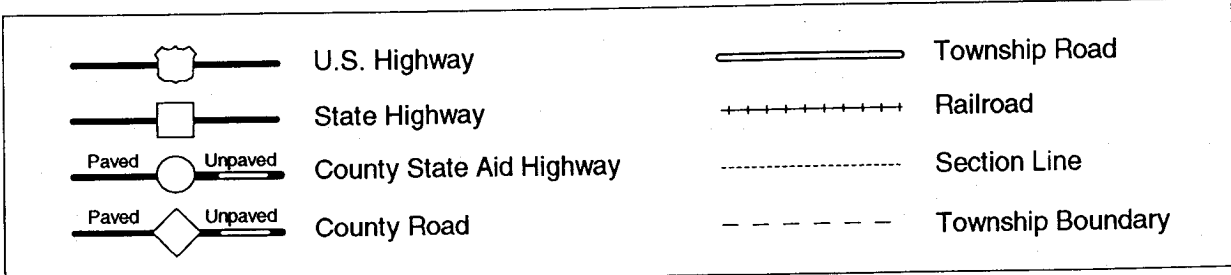 U.S. Highway
State Highway
Paved Unpaved County State Aid Highway
Paved Unpaved County Road
Township Road
Railroad
Section Line
Township Boundary